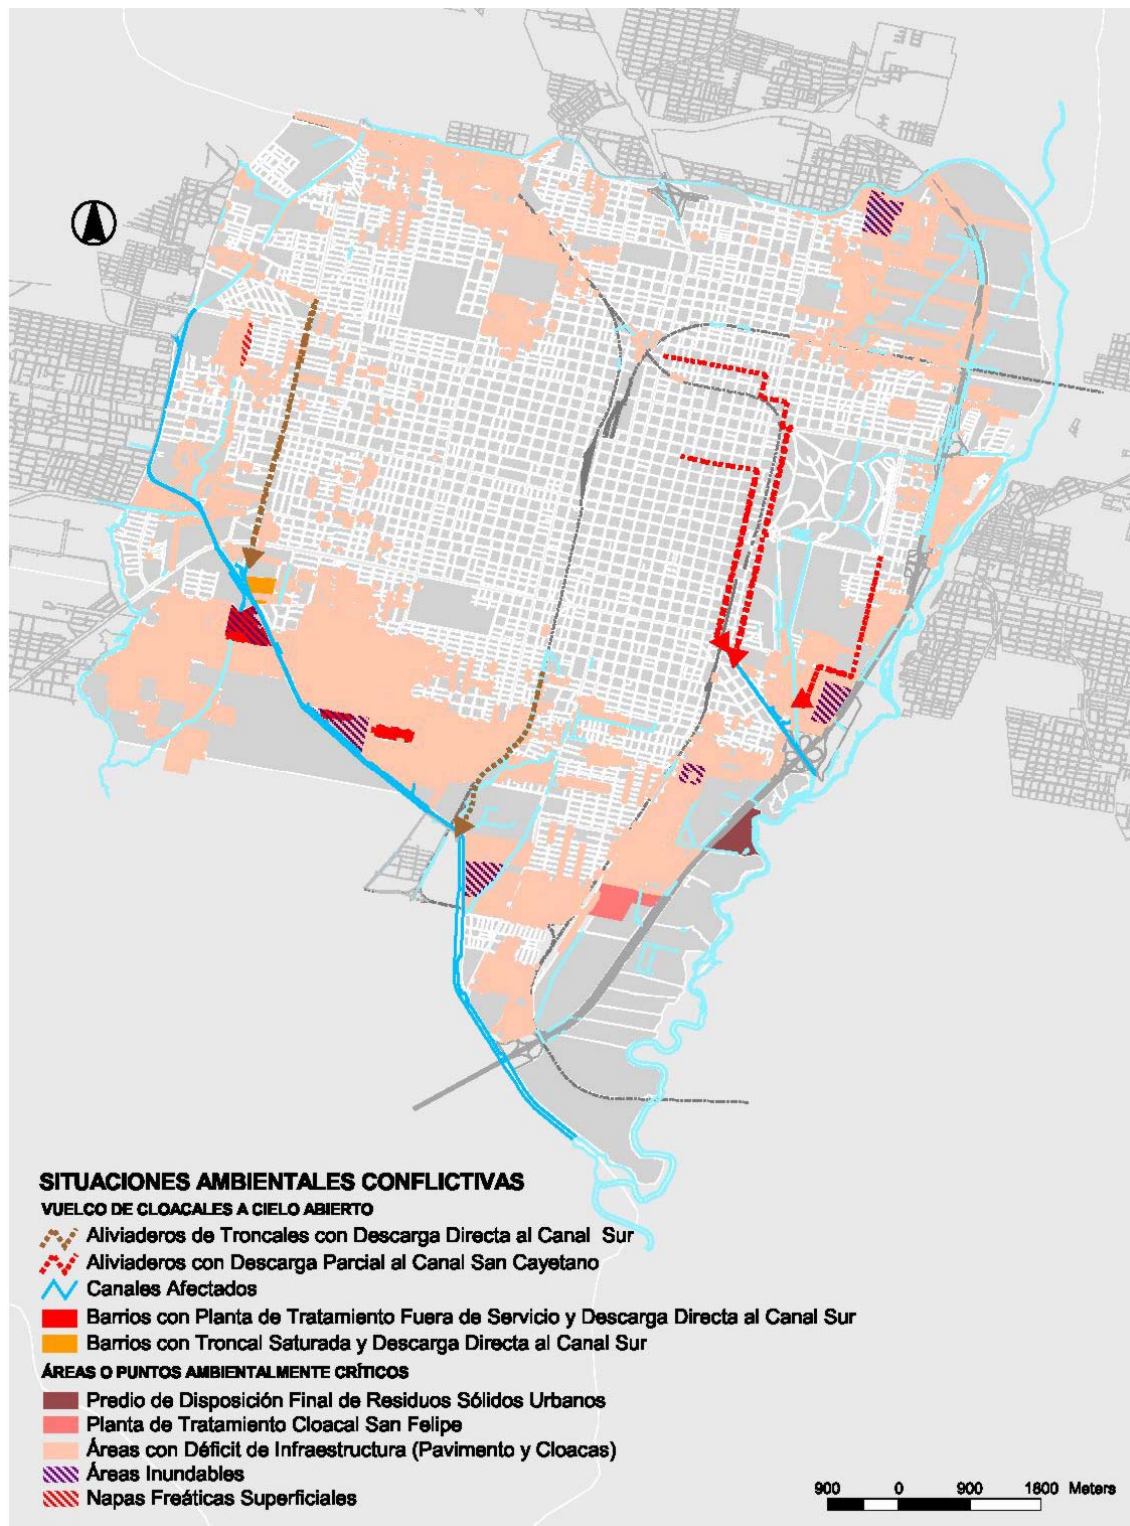 SITUACIONES AMBIENTALES CONFLICTIVAS
VUELCO DE CLOACALES A CIELO ABIERTO
Aliviaderos de Troncales con Descarga Directa al Canal Sur
Aliviaderos con Descarga Parcial al Canal San Cayetano
Canales Afectados
Barrios con Planta de Tratamiento Fuera de Servicio y Descarga Directa al Canal Sur
Barrios con Troncal Saturada y Descarga Directa al Canal Sur
ÁREAS O PUNTOS AMBIENTALMENTE CRÍTICOS
Predio de Disposición Final de Residuos Sólidos Urbanos
Planta de Tratamiento Cloacal San Felipe
Áreas con Déficit de Infraestructura (Pavimento y Cloacas)
Áreas Inundables
Napas Freáticas Superficiales
900 0 900 1800 Meters